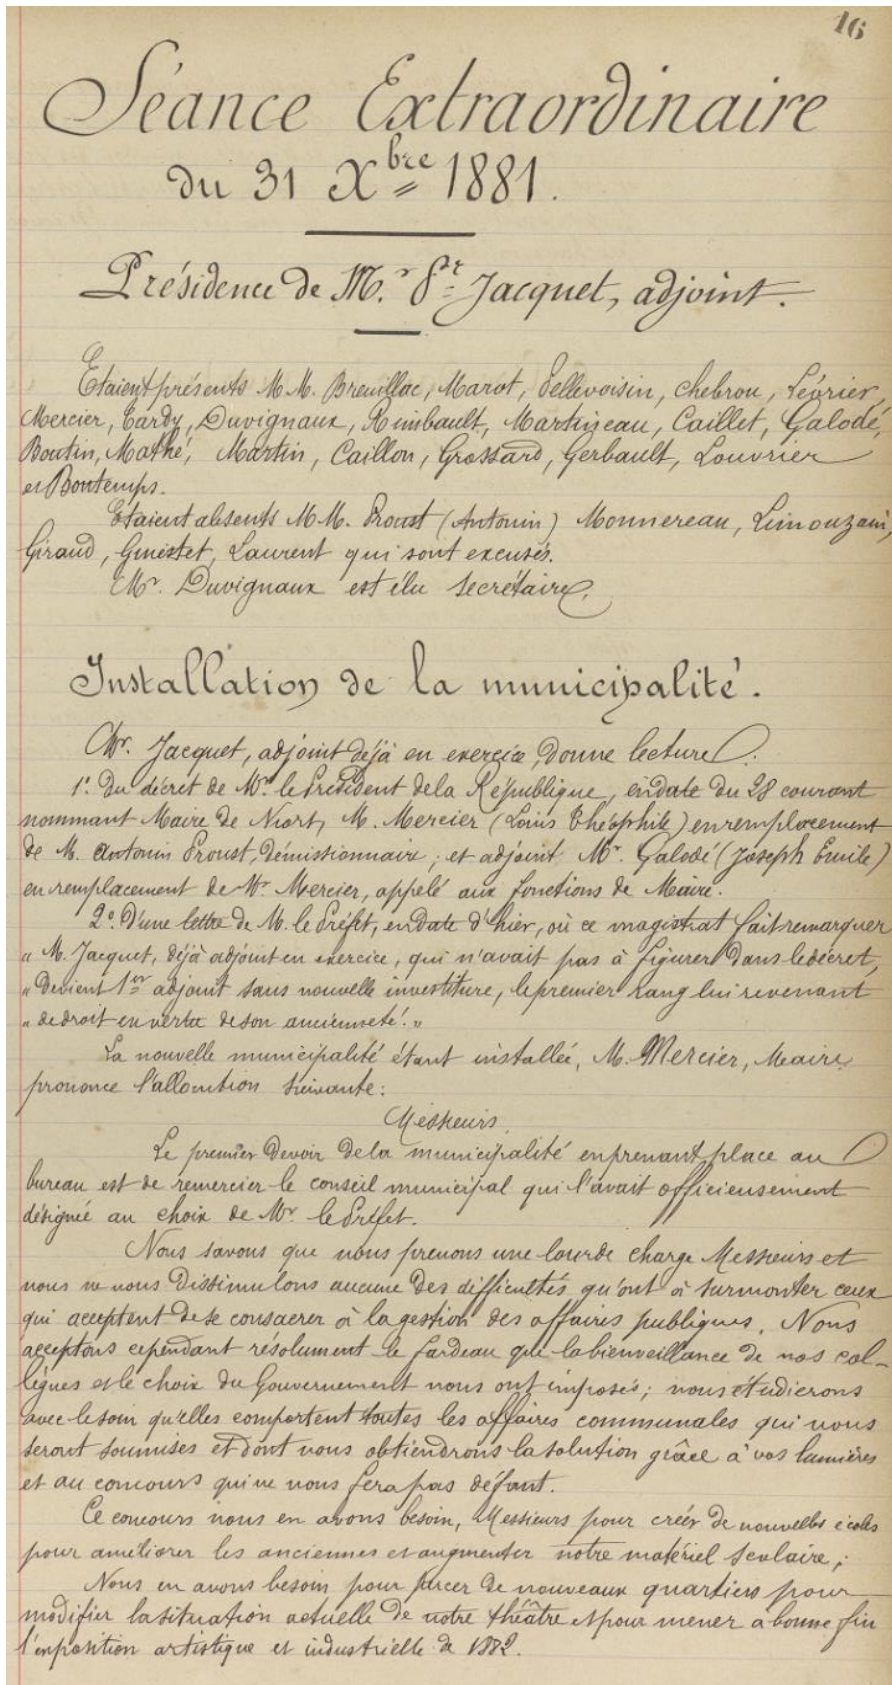 16
Séance Extraordinaire
du 31 Xbre 1881.
Présidence de M.r Jacquet, adjoint.
Etaient présents M M. Breuillac, Marot, Dellevoisin, Chebrou, Lévrier,
Mercier, Tardy, Duvignaux, Rimbault, Martineau, Caillet, Galodé,
Boutin, Mathé, Martin, Caillon, Grossard, Gerbault, Louvrier
et Bontemps.
Etaient absents M M. Proust (Antonin) Monnereau, Limouzain,
Giraud, Ginestet, Laurent qui sont excusés.
Mr. Duvignaux est élu secrétaire.
Installation de la municipalité.
Mr. Jacquet, adjoint déjà en exercice, donne lecture :
1º. Du décret de Mr. le Président de la République, en date du 28 courant
nommant Maire de Niort, M. Mercier (Louis Théophile) en remplacement
de M. Antonin Proust, démissionnaire ; et adjoint, Mr. Galodé (Joseph Emile)
en remplacement de Mr. Mercier, appelé aux fonctions de Maire.
2º. D'une lettre de M. le Préfet, en date d'hier, où ce magistrat fait remarquer
" M. Jacquet, déjà adjoint en exercice, qui n'avait pas à figurer dans le décret,
" devient 1er adjoint sans nouvelle investiture, le premier rang lui revenant
" de droit en vertu de son ancienneté. "
La nouvelle municipalité étant installée, M. Mercier, Maire
prononce l'allocution suivante :
Messieurs,
Le premier devoir de la municipalité en prenant place au
bureau est de remercier le conseil municipal qui l'avait officieusement
désignée au choix de Mr. le Préfet.
Nous savons que nous prenons une lourde charge Messieurs et
nous ne nous dissimulons aucune des difficultés qu'ont à surmonter ceux
qui acceptent de se consacrer à la gestion des affaires publiques. Nous
acceptons cependant résolument le fardeau que la bienveillance de nos col-
lègues et le choix du Gouvernement nous ont imposés ; nous étudierons
avec le soin qu'elles comportent toutes les affaires communales qui nous
seront soumises et dont nous obtiendrons la solution grâce à vos lumières
et au concours qui ne nous fera pas défaut.
Ce concours nous en avons besoin, Messieurs pour créer de nouvelles écoles
pour améliorer les anciennes et augmenter notre matériel scolaire ;
Nous en avons besoin pour percer de nouveaux quartiers pour
modifier la situation actuelle de notre théâtre et pour mener à bonne fin
l'exposition artistique et industrielle de 1882.